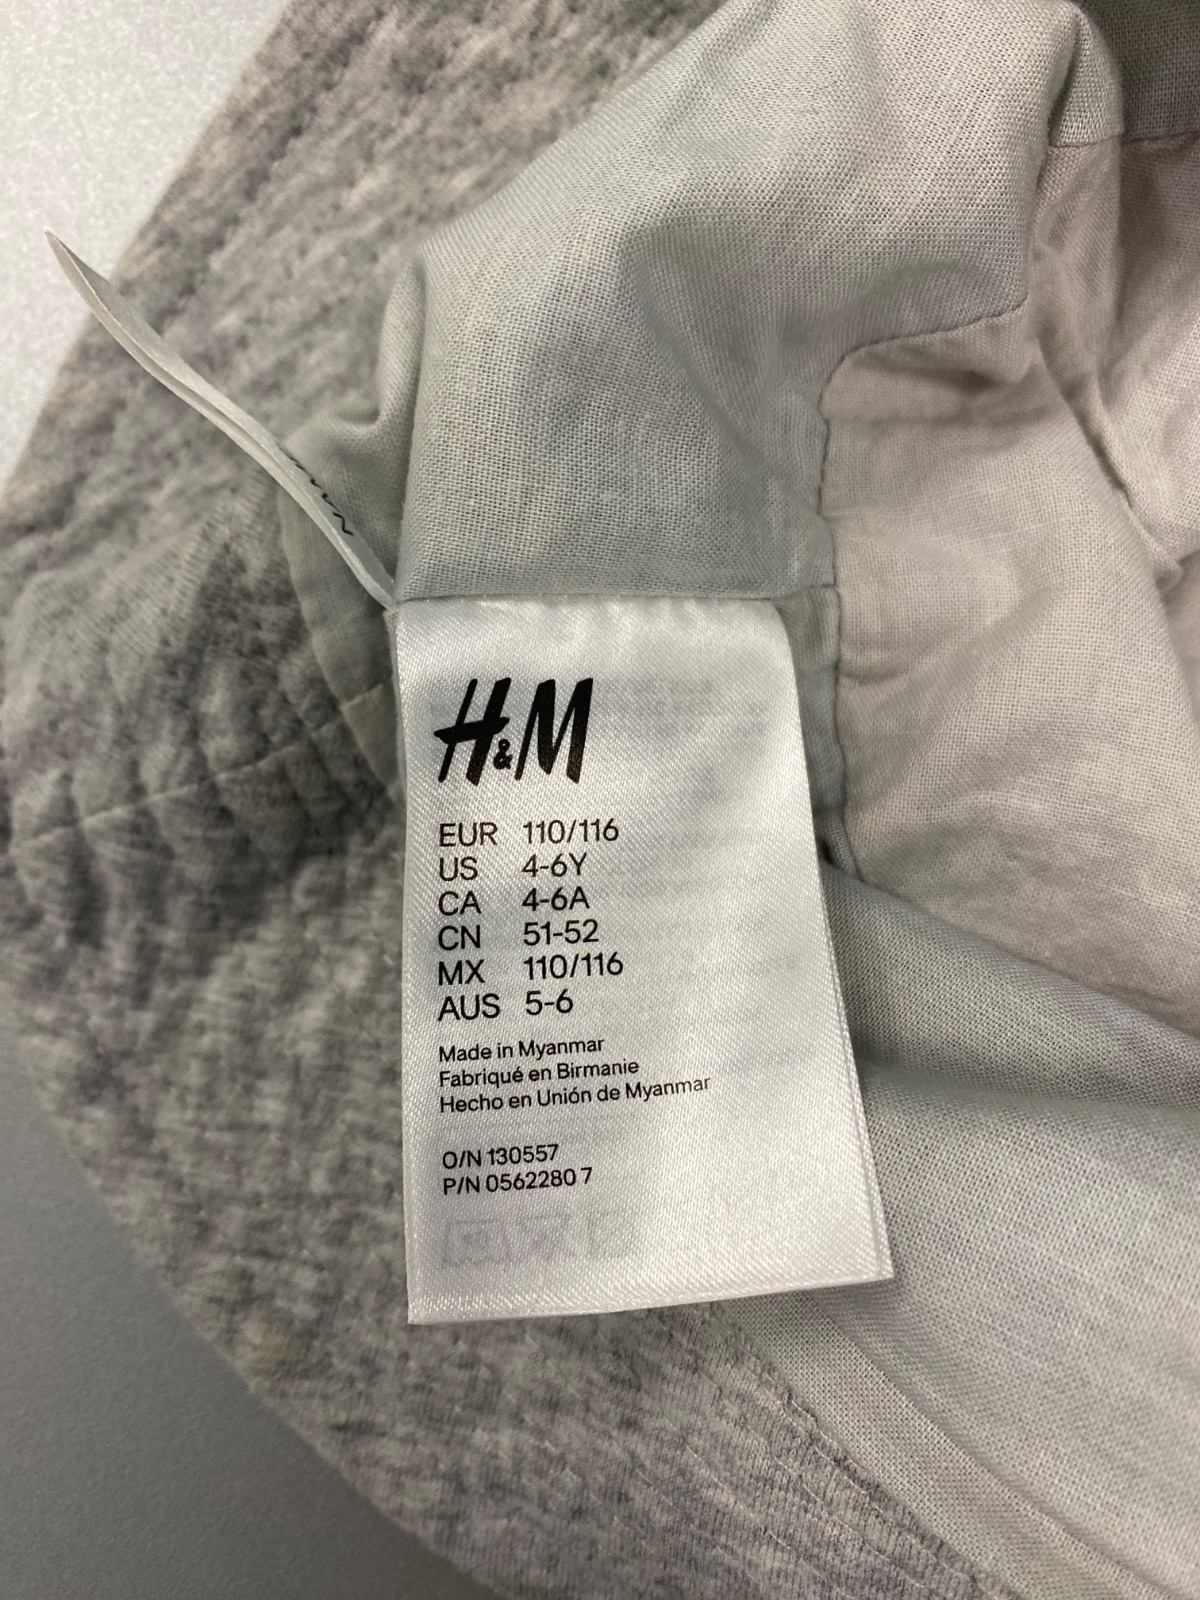 H&M
EUR 110/116
US 4-6Y
CA 4-6A
CN 51-52
MX 110/116
AUS 5-6
Made in Myanmar
Fabriqué en Birmanie
Hecho en Unión de Myanmar
O/N 130557
P/N 0562280 7